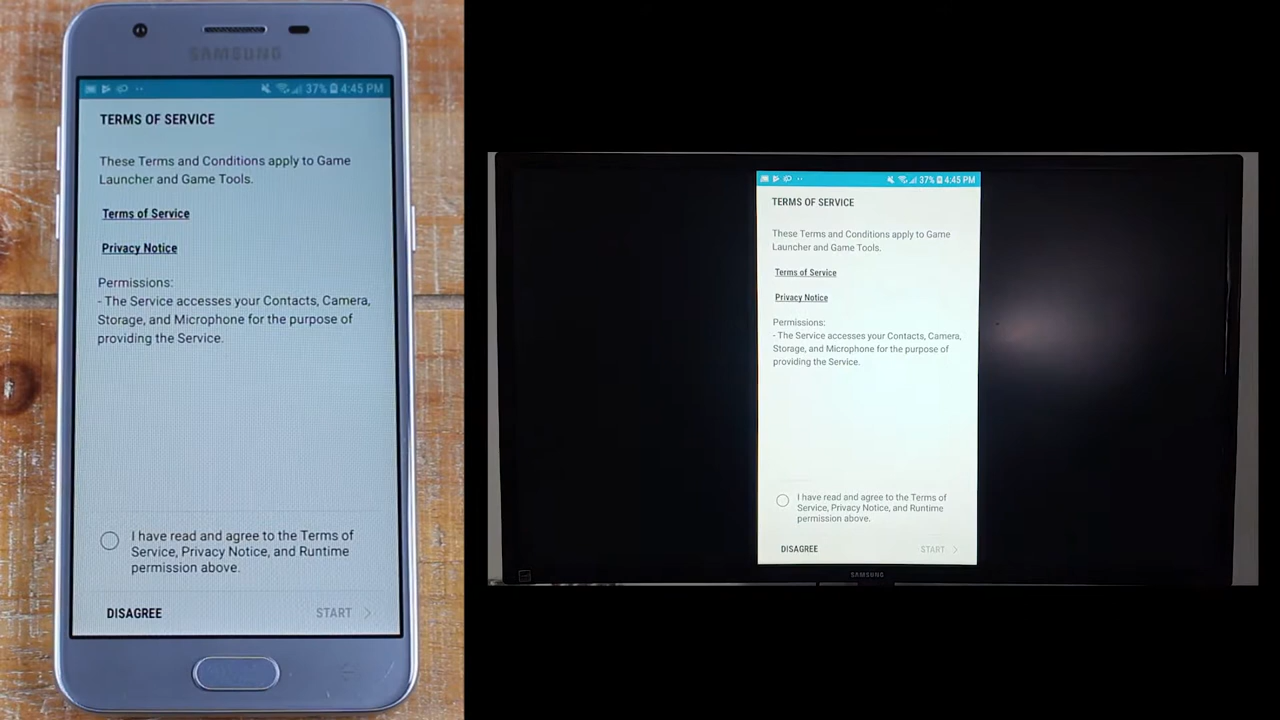 SAMSUNG
37% 4:45 PM
TERMS OF SERVICE
These Terms and Conditions apply to Game
Launcher and Game Tools.
Terms of Service
Privacy Notice
Permissions:
- The Service accesses your Contacts, Camera,
Storage, and Microphone for the purpose of
providing the Service.
I have read and agree to the Terms of
Service, Privacy Notice, and Runtime
permission above.
DISAGREE
START
37% 4:45 PM
TERMS OF SERVICE
These Terms and Conditions apply to Game
Launcher and Game Tools.
Terms of Service
Privacy Notice
Permissions:
- The Service accesses your Contacts, Camera,
Storage, and Microphone for the purpose of
providing the Service.
I have read and agree to the Terms of
Service, Privacy Notice, and Runtime
permission above.
DISAGREE
START
SAMSUNG